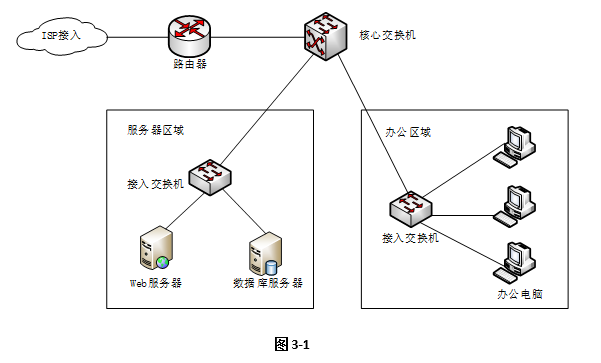 ISP接入
路由器
核心交换机
服务器区域
接入交换机
Web服务器
数据库服务器
办公区域
接入交换机
办公电脑
图 3-1